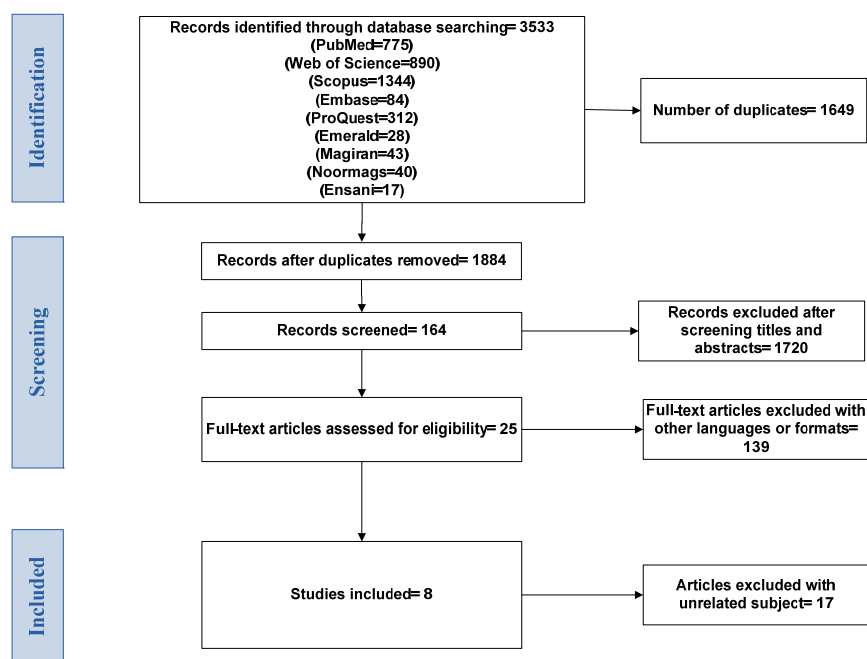 Identification
Records identified through database searching= 3533
(PubMed=775)
(Web of Science=890)
(Scopus=1344)
(Embase=84)
(ProQuest=312)
(Emerald=28)
(Magiran=43)
(Noormags=40)
(Ensani=17)
Number of duplicates= 1649
Screening
Records after duplicates removed= 1884
Records screened= 164
Records excluded after
screening titles and
abstracts= 1720
Full-text articles assessed for eligibility= 25
Full-text articles excluded with
other languages or formats=
139
Included
Studies included= 8
Articles excluded with
unrelated subject= 17